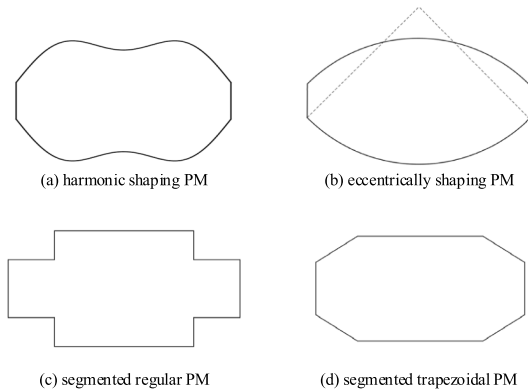 (a) harmonic shaping PM
(b) eccentrically shaping PM
(c) segmented regular PM
(d) segmented trapezoidal PM